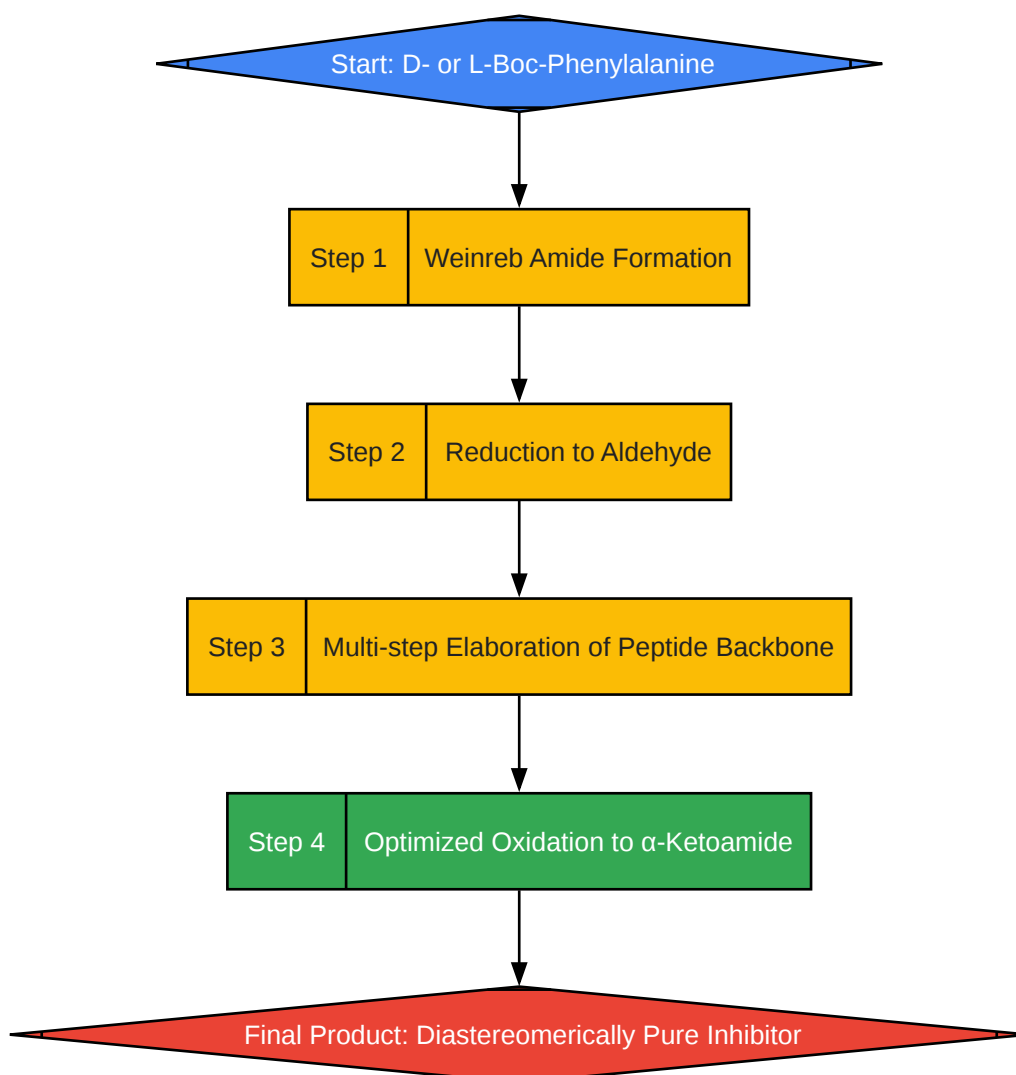 Start: D- or L-Boc-Phenylalanine
Step 1 Weinreb Amide Formation
Step 2 Reduction to Aldehyde
Step 3 Multi-step Elaboration of Peptide Backbone
Step 4 Optimized Oxidation to α-Ketoamide
Final Product: Diastereomerically Pure Inhibitor